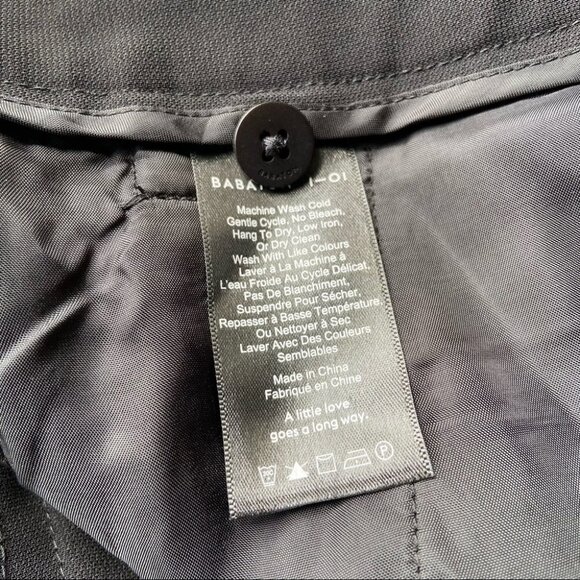 1-01
Machine Wash Cold
Gentle Cycle, No Bleach,
Hang To Dry, Low Iron,
Or Dry Clean
Wash With Like Colours
Laver à La Machine à
L'eau Froide Au Cycle Délicat,
Pas De Blanchiment,
Suspendre Pour Sécher,
Repasser à Basse Température,
Ou Nettoyer à Sec
Laver Avec Des Couleurs
Semblables
Made in China
Fabriqué en Chine
A little love
goes a long way.
P